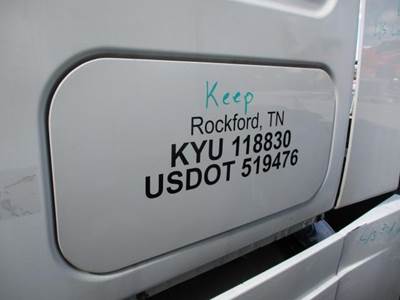 Keep
Rockford, TN
KYU 118830
USDOT 519476